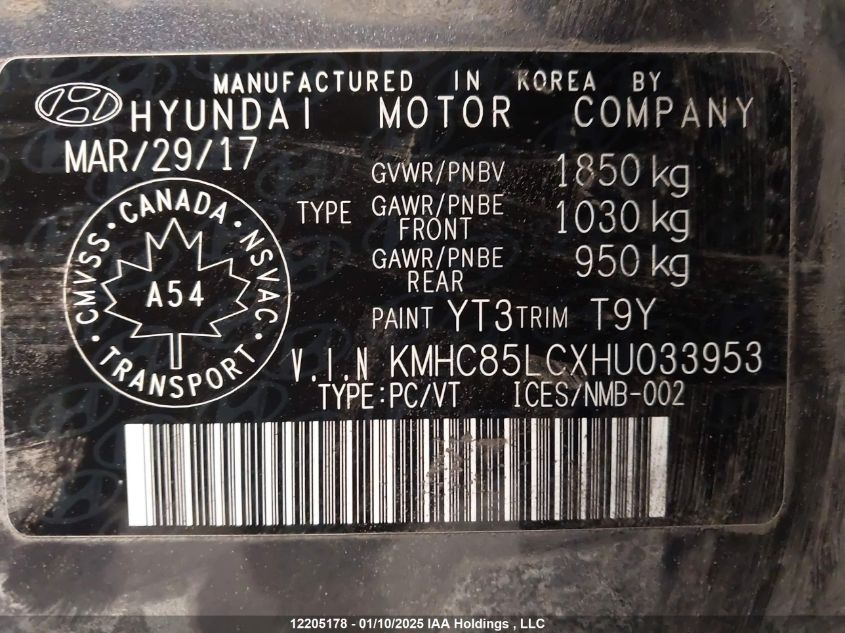 MANUFACTURED IN KOREA BY
HYUNDAI MOTOR COMPANY
MAR/29/17
GVWR/PNBV 1850 kg
TYPE GAWR/PNBE FRONT 1030 kg
GAWR/PNBE REAR 950 kg
CMVSS • CANADA • NSVAC • TRANSPORT •
A54
PAINT YT3 TRIM T9Y
V.I.N KMHC85LCXHU033953
TYPE:PC/VT ICES/NMB-002
12205178 - 01/10/2025 IAA Holdings , LLC